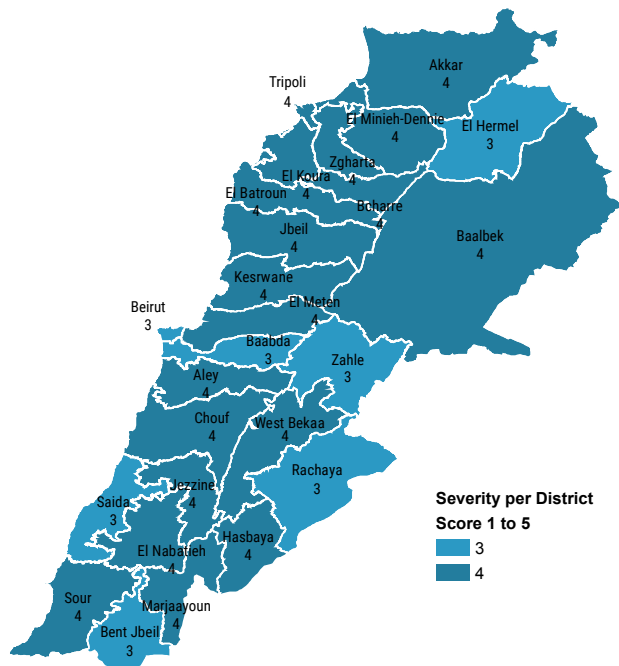 Akkar
4
Tripoli
4
El Minieh-Dennie
4
El Hermel
3
Zgharta
4
El Koura
4
El Batroun
4
Bcharre
4
Jbeil
4
Baalbek
4
Kesrwane
4
El Meten
4
Beirut
3
Baabda
3
Zahle
3
Aley
4
Chouf
4
West Bekaa
4
Rachaya
3
Jezzine
4
Saida
3
Hasbaya
4
El Nabatieh
4
Sour
4
Marjaayoun
4
Bent Jbeil
3
Severity per District
Score 1 to 5
3
4